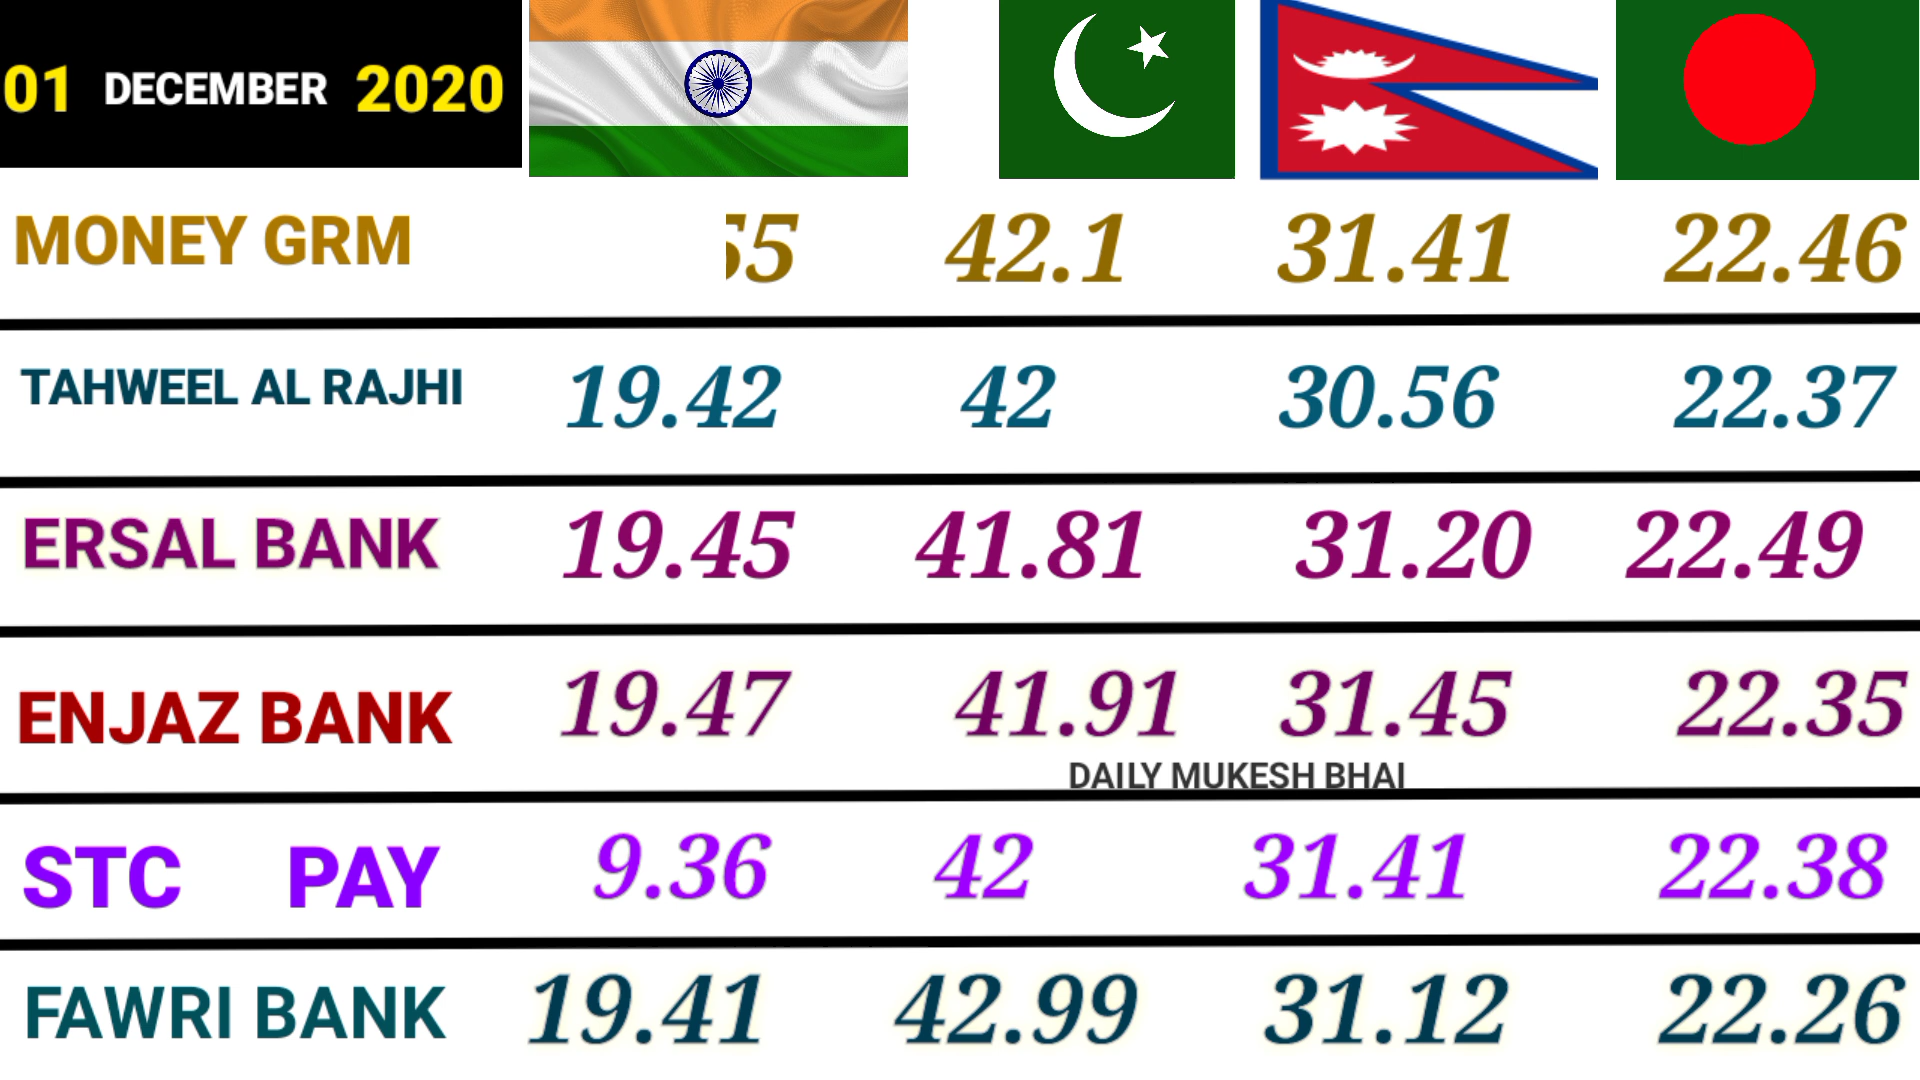 01 DECEMBER 2020
MONEY GRM 42.1 31.41 22.46
TAHWEEL AL RAJHI 19.42 42 30.56 22.37
ERSAL BANK 19.45 41.81 31.20 22.49
ENJAZ BANK 19.47 41.91 31.45 22.35
DAILY MUKESH BHAI
STC PAY 9.36 42 31.41 22.38
FAWRI BANK 19.41 42.99 31.12 22.26